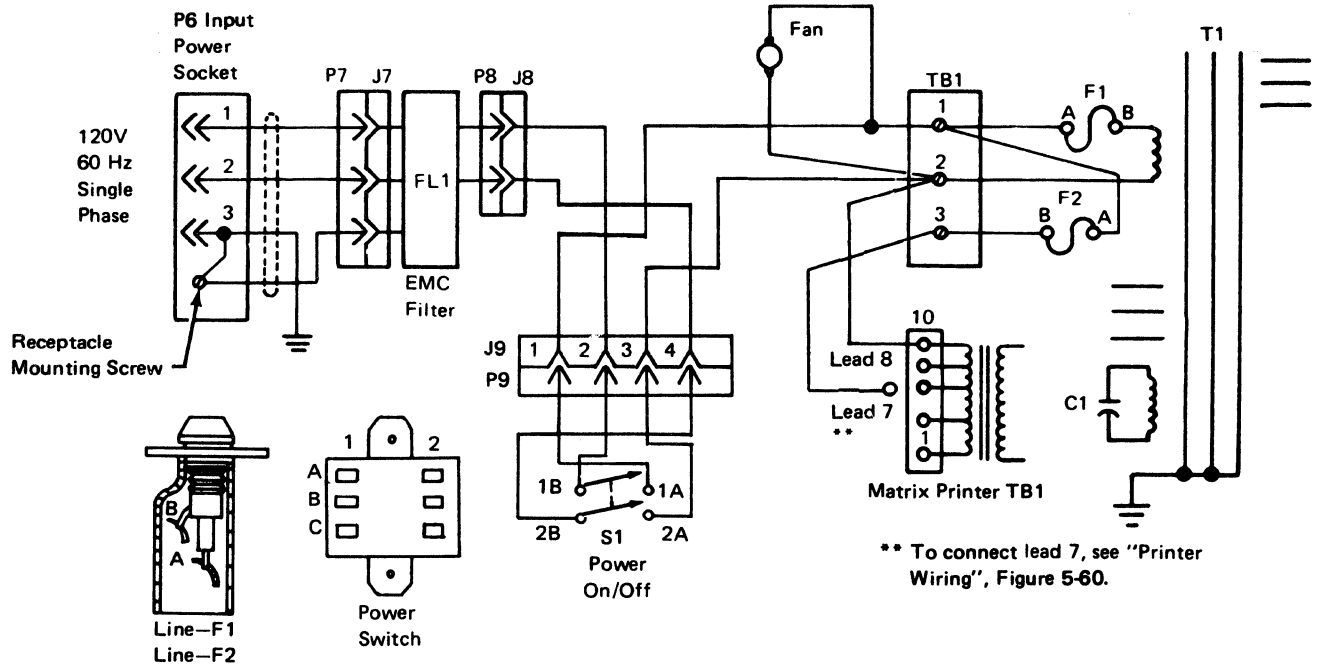 P6 Input
Power
Socket
1
2
3
120V
60 Hz
Single
Phase
Receptacle
Mounting Screw
P7 J7
FL1
EMC
Filter
P8 J8
Fan
TB1
1
2
3
A F1 B
B F2 A
T1
J9 1 2 3 4
P9
1B 1A
2B 2A
S1
Power
On/Off
10
Lead 8
Lead 7
**
1
Matrix Printer TB1
C1
** To connect lead 7, see "Printer
Wiring", Figure 5-60.
B
A
Line—F1
Line—F2
1 2
A
B
C
Power
Switch